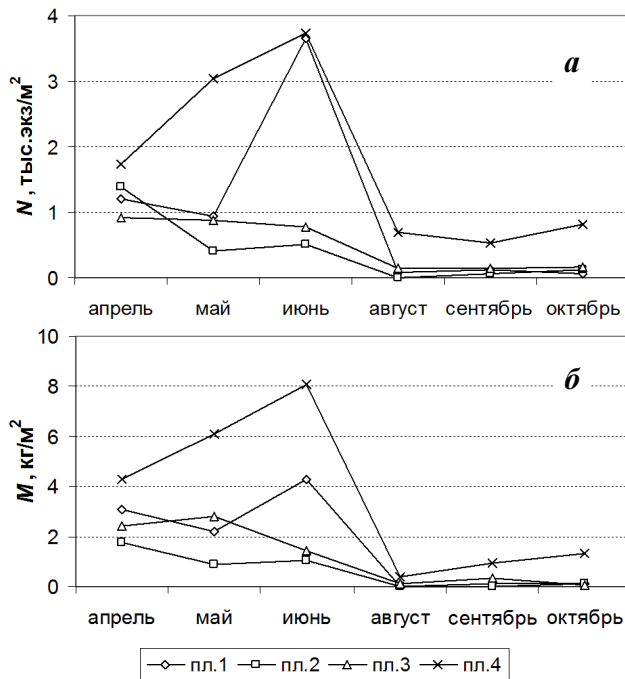 4
3
2
1
0
N, тыс.экз/м²
а
апрель май июнь август сентябрь октябрь
10
8
6
4
2
0
М, кг/м²
б
апрель май июнь август сентябрь октябрь
пл.1 пл.2 пл.3 пл.4